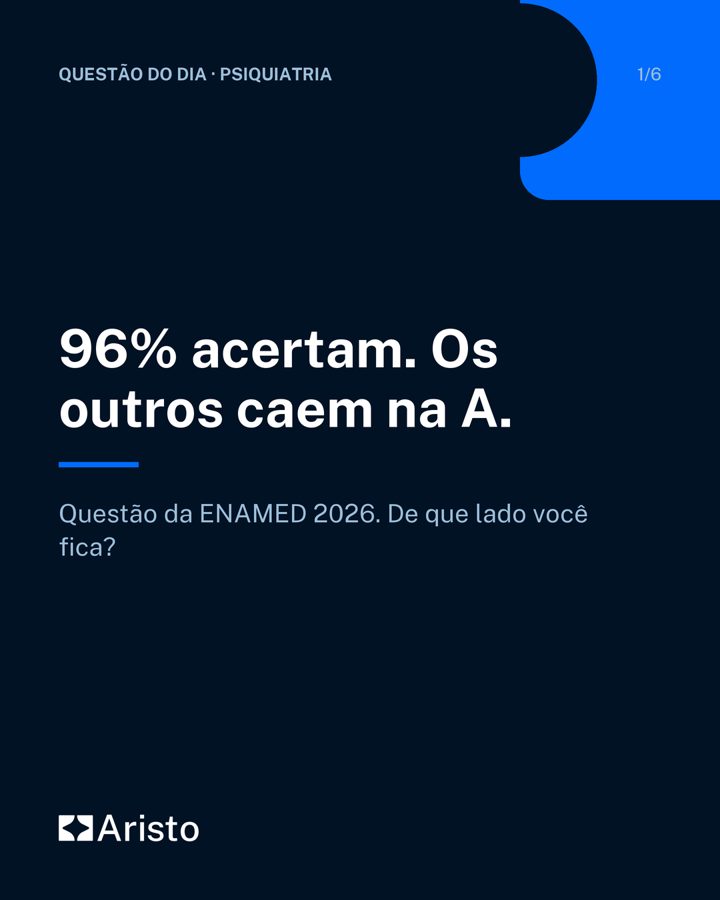 QUESTÃO DO DIA · PSIQUIATRIA
1/6
96% acertam. Os
outros caem na A.
Questão da ENAMED 2026. De que lado você
fica?
Aristo